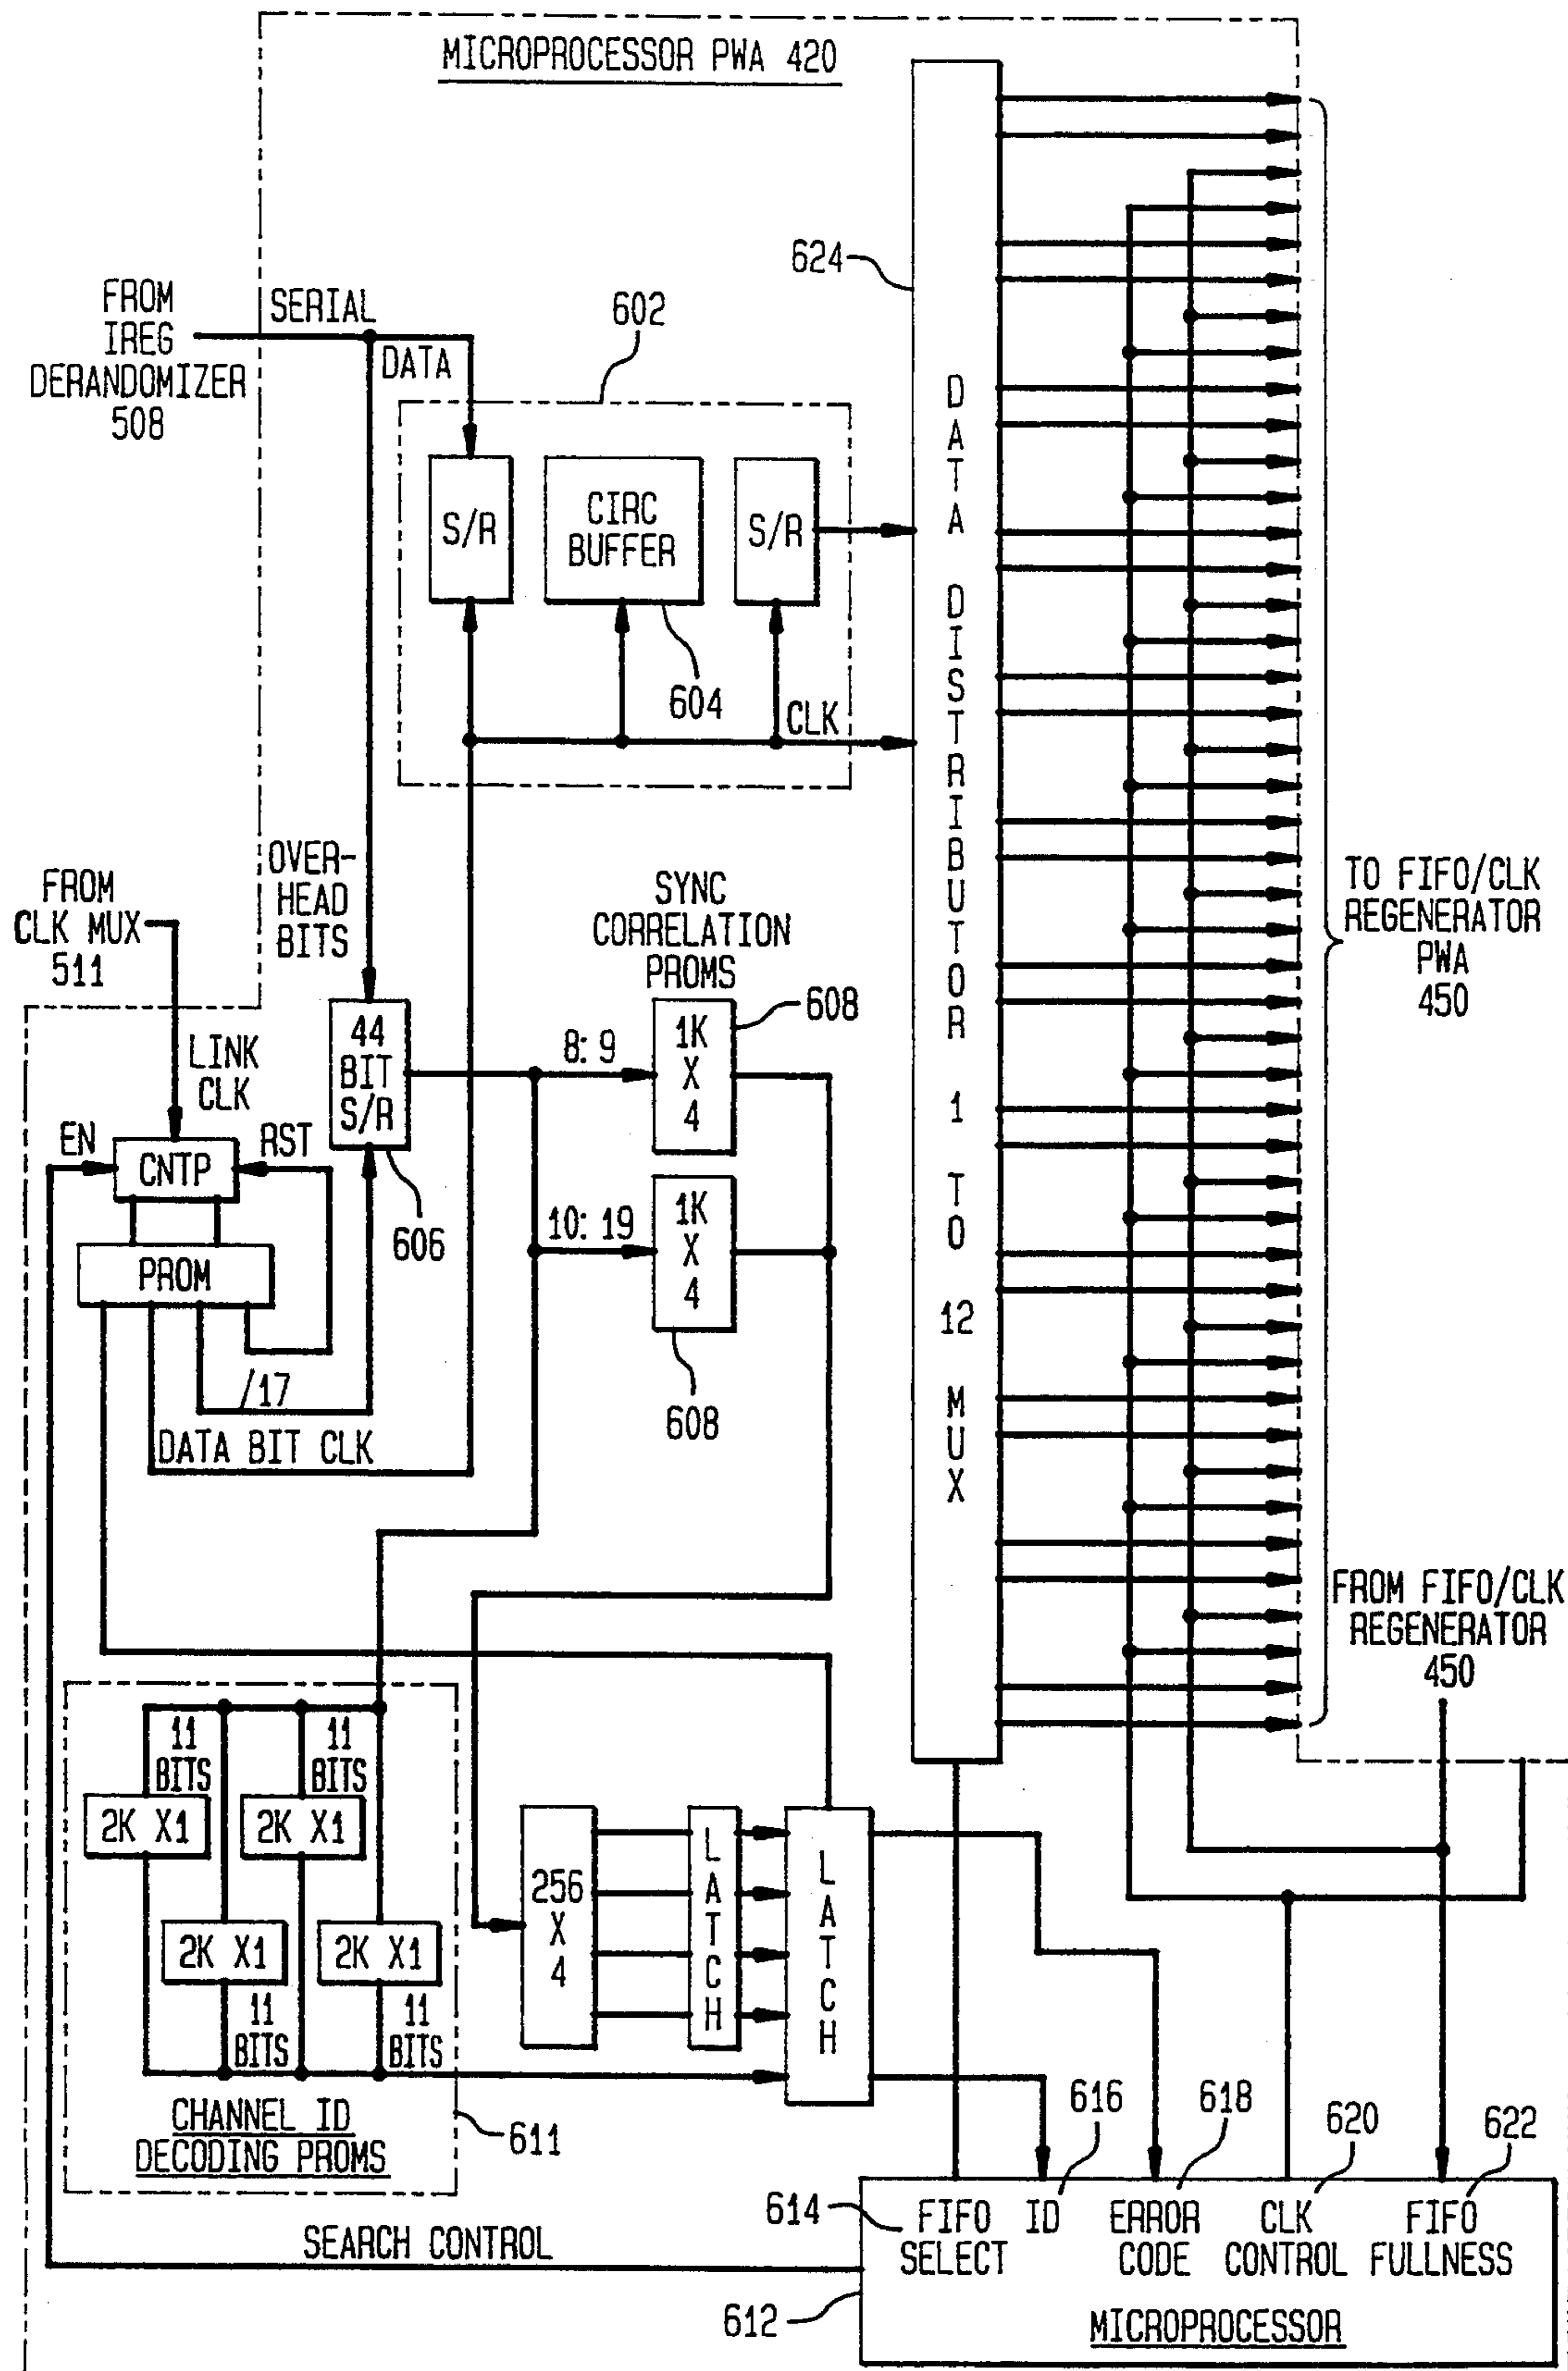 MICROPROCESSOR PWA 420
624
FROM
IREG
DERANDOMIZER
508
SERIAL
DATA
602
S/R
CIRC
BUFFER
S/R
604
CLK
DATA DISTRIBUTOR 1 TO 12 MUX
TO FIFO/CLK
REGENERATOR
PWA
450
OVER-
HEAD
BITS
SYNC
CORRELATION
PROMS
FROM
CLK MUX
511
LINK
CLK
44
BIT
S/R
606
8: 9
1K
X
4
608
EN
CNTP
RST
PROM
10: 19
1K
X
4
608
/17
DATA BIT CLK
FROM FIFO/CLK
REGENERATOR
450
11
BITS
11
BITS
2K X1
2K X1
2K X1
2K X1
11
BITS
11
BITS
CHANNEL ID
DECODING PROMS
611
256
X
4
LATCH
LATCH
616
618
620
622
614
FIFO
SELECT
ID
ERROR
CODE
CLK
CONTROL
FIFO
FULLNESS
SEARCH CONTROL
612
MICROPROCESSOR